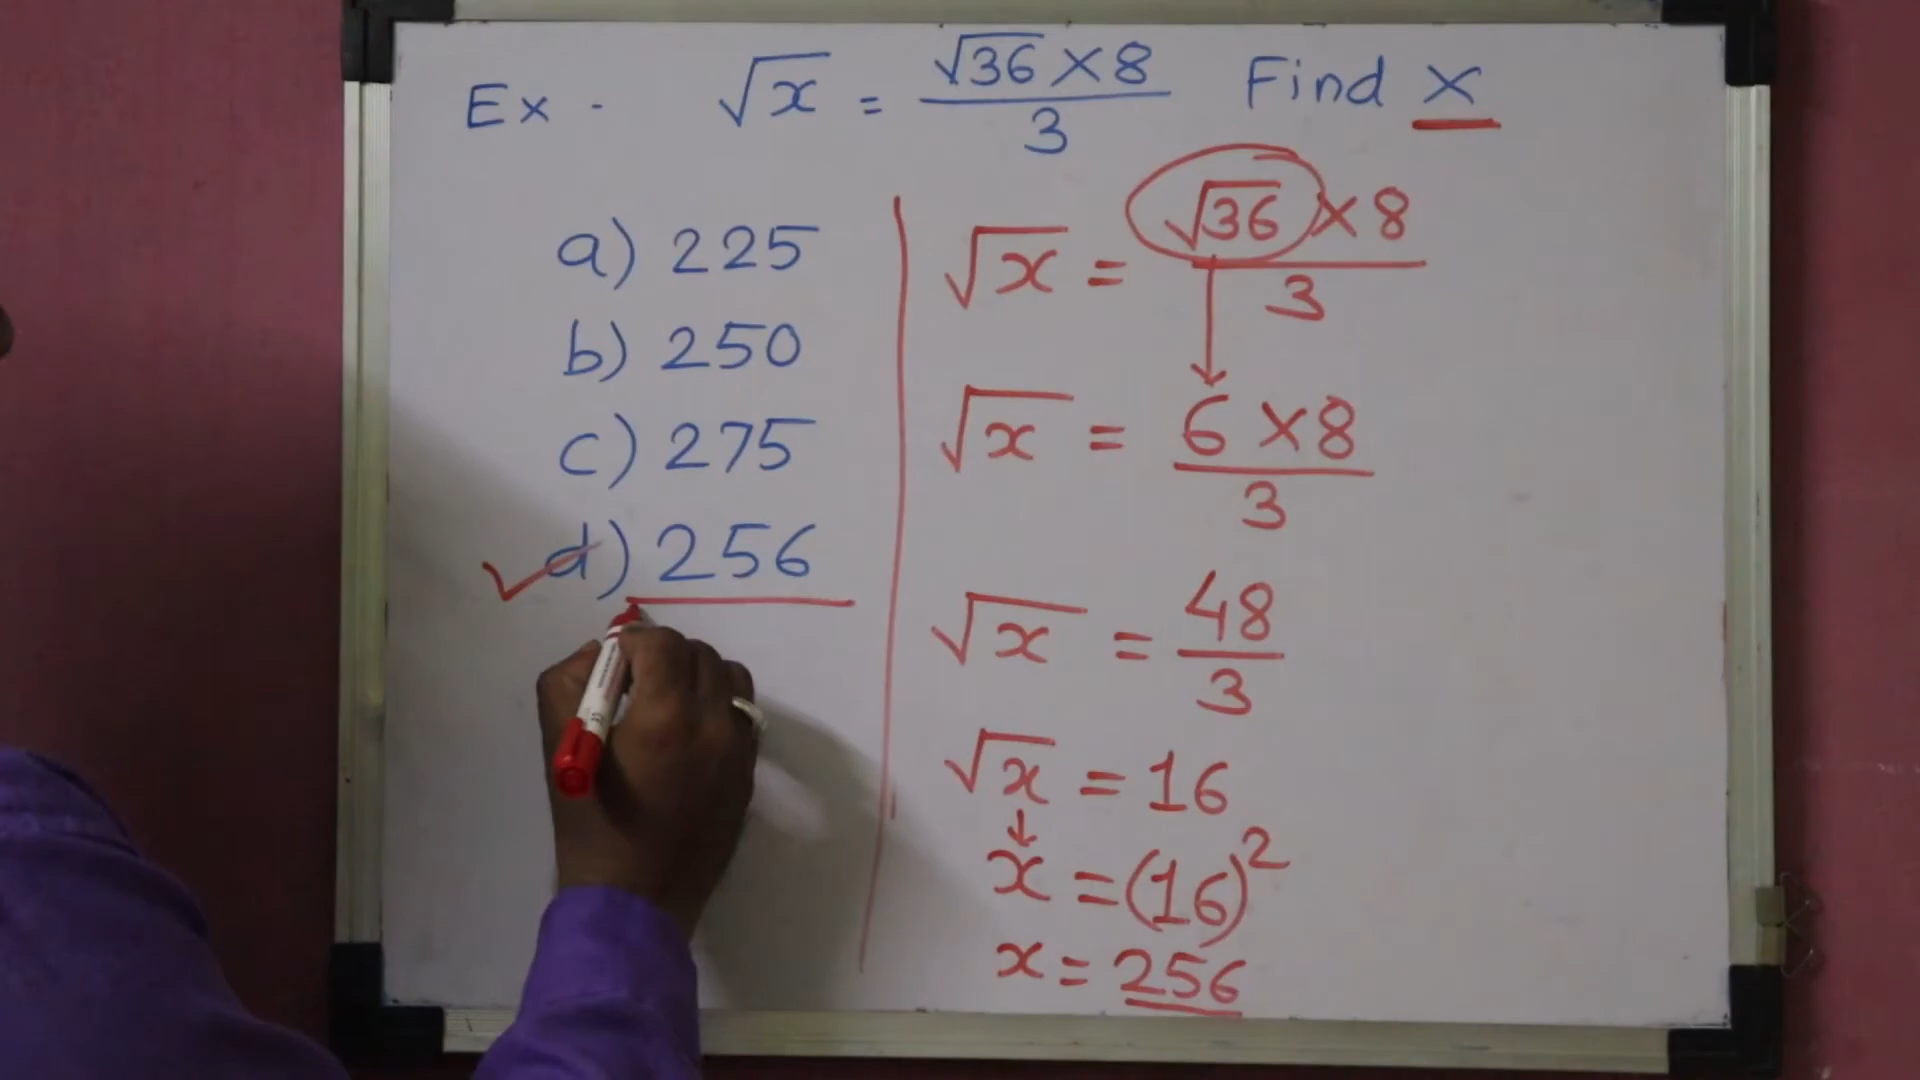 Ex - √x = √36 × 8 / 3 Find x
a) 225
b) 250
c) 275
d) 256
√x = √36 × 8 / 3
√x = 6 × 8 / 3
√x = 48 / 3
√x = 16
x = (16)²
x = 256